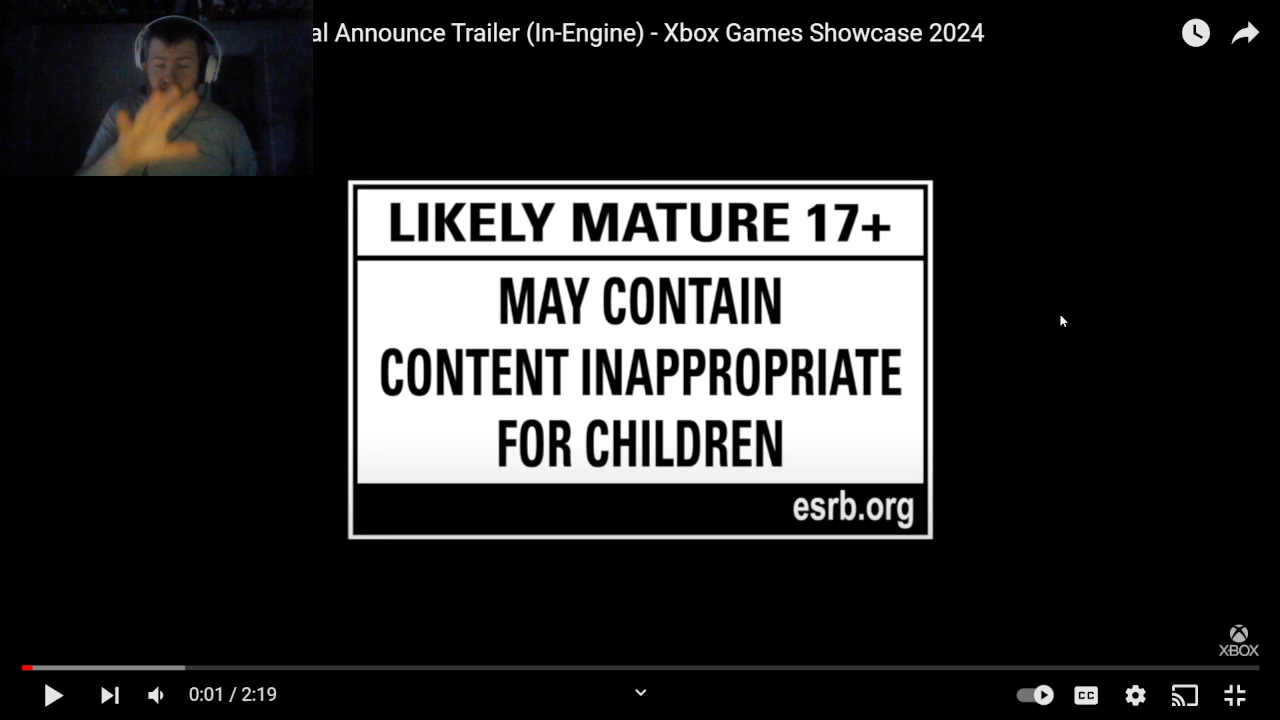 al Announce Trailer (In-Engine) - Xbox Games Showcase 2024
LIKELY MATURE 17+
MAY CONTAIN
CONTENT INAPPROPRIATE
FOR CHILDREN
esrb.org
XBOX
0:01 / 2:19
CC